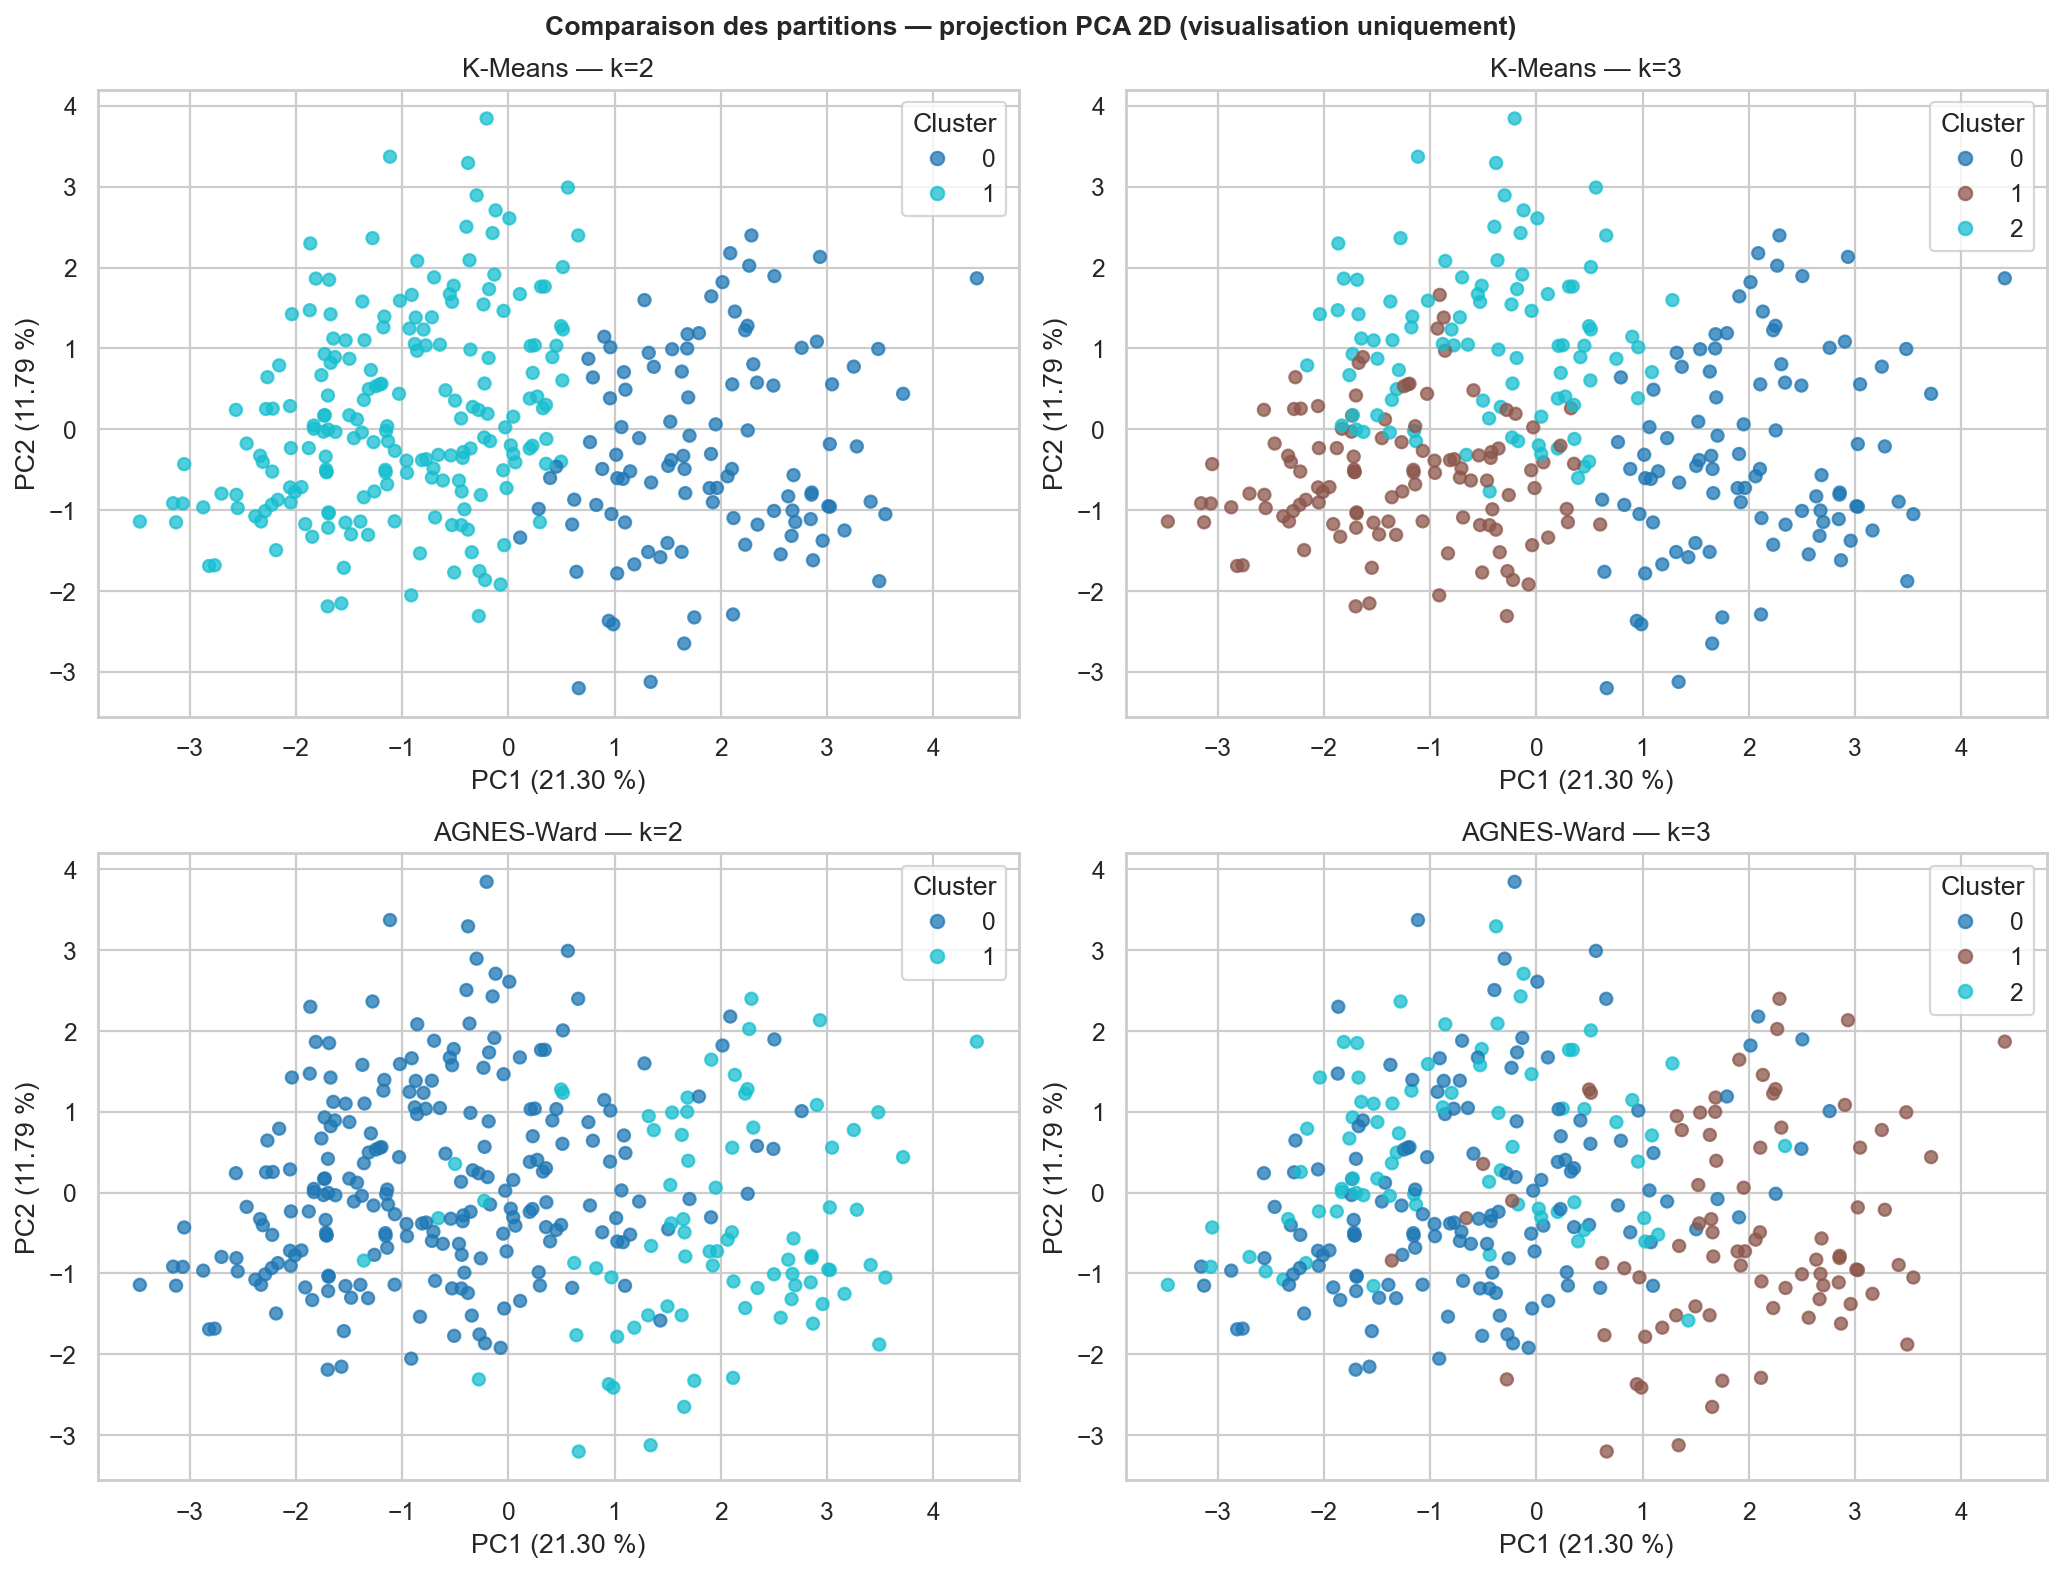 Comparaison des partitions — projection PCA 2D (visualisation uniquement)
K-Means — k=2
4
3
2
1
0
−1
−2
−3
PC2 (11.79 %)
Cluster
0
1
−3 −2 −1 0 1 2 3 4
PC1 (21.30 %)
K-Means — k=3
4
3
2
1
0
−1
−2
−3
PC2 (11.79 %)
Cluster
0
1
2
−3 −2 −1 0 1 2 3 4
PC1 (21.30 %)
AGNES-Ward — k=2
4
3
2
1
0
−1
−2
−3
PC2 (11.79 %)
Cluster
0
1
−3 −2 −1 0 1 2 3 4
PC1 (21.30 %)
AGNES-Ward — k=3
4
3
2
1
0
−1
−2
−3
PC2 (11.79 %)
Cluster
0
1
2
−3 −2 −1 0 1 2 3 4
PC1 (21.30 %)